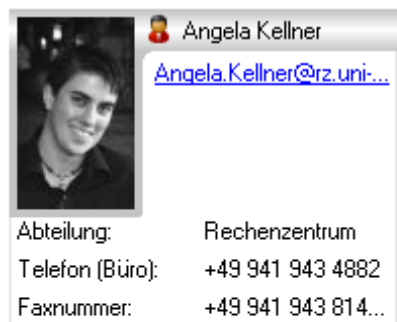 Angela Kellner
Angela.Kellner@rz.uni-...
Abteilung: Rechenzentrum
Telefon (Büro): +49 941 943 4882
Faxnummer: +49 941 943 814...